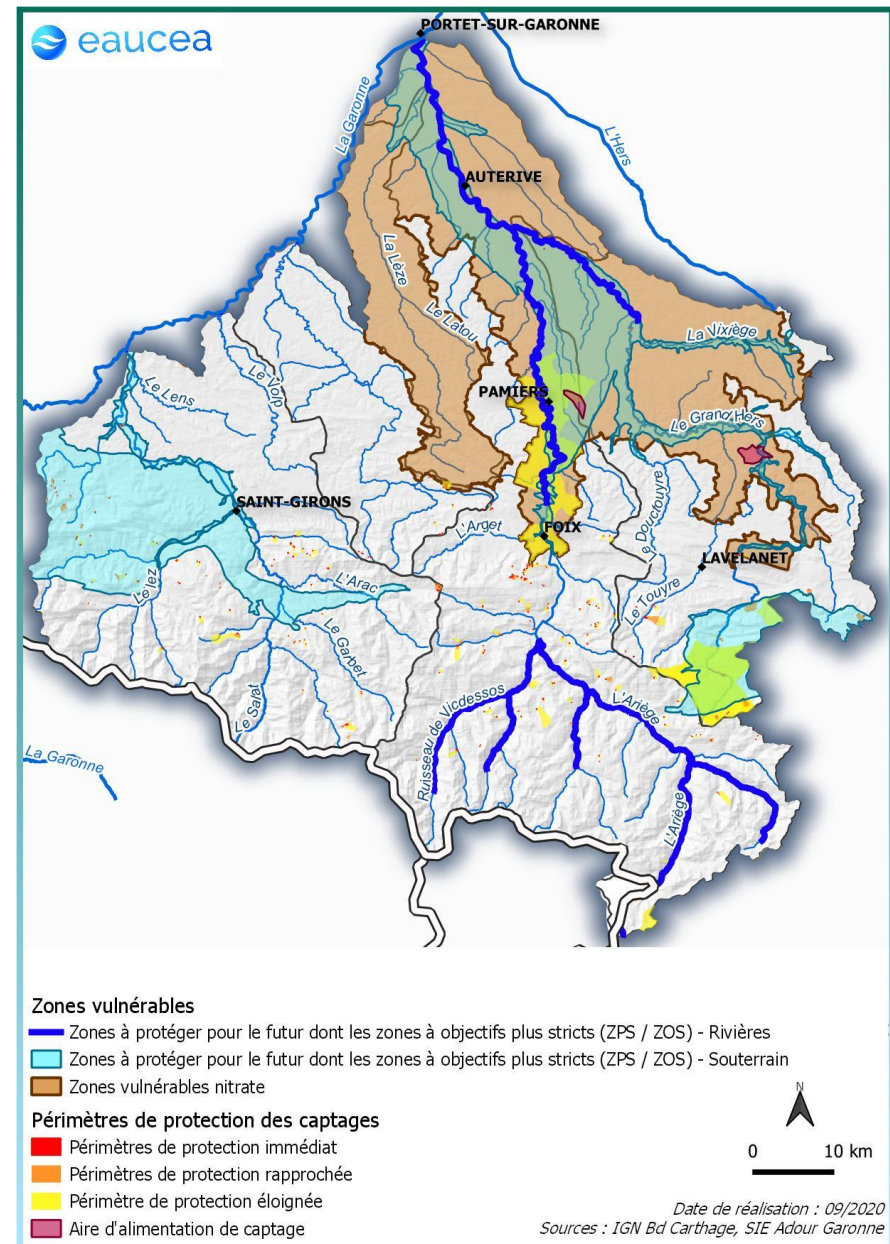 eaucea
PORTET-SUR-GARONNE
La Garonne
L'Hers
AUTERIVE
La Lèze
Le Latou
La Vixiège
Le Volp
Le Lens
PAMIERS
Le Grand Hers
SAINT-GIRONS
FOIX
L'Arget
Le Douctouyre
LAVELANET
Le lez
L'Arac
Le Touyre
Le Garbet
Le Salat
Ruisseau de Vicdessos
L'Ariège
La Garonne
L'Ariège
Zones vulnérables
Zones à protéger pour le futur dont les zones à objectifs plus stricts (ZPS / ZOS) - Rivières
Zones à protéger pour le futur dont les zones à objectifs plus stricts (ZPS / ZOS) - Souterrain
Zones vulnérables nitrate
Périmètres de protection des captages
Périmètres de protection immédiat
Périmètres de protection rapprochée
Périmètre de protection éloignée
Aire d'alimentation de captage
N
0 10 km
Date de réalisation : 09/2020
Sources : IGN Bd Carthage, SIE Adour Garonne